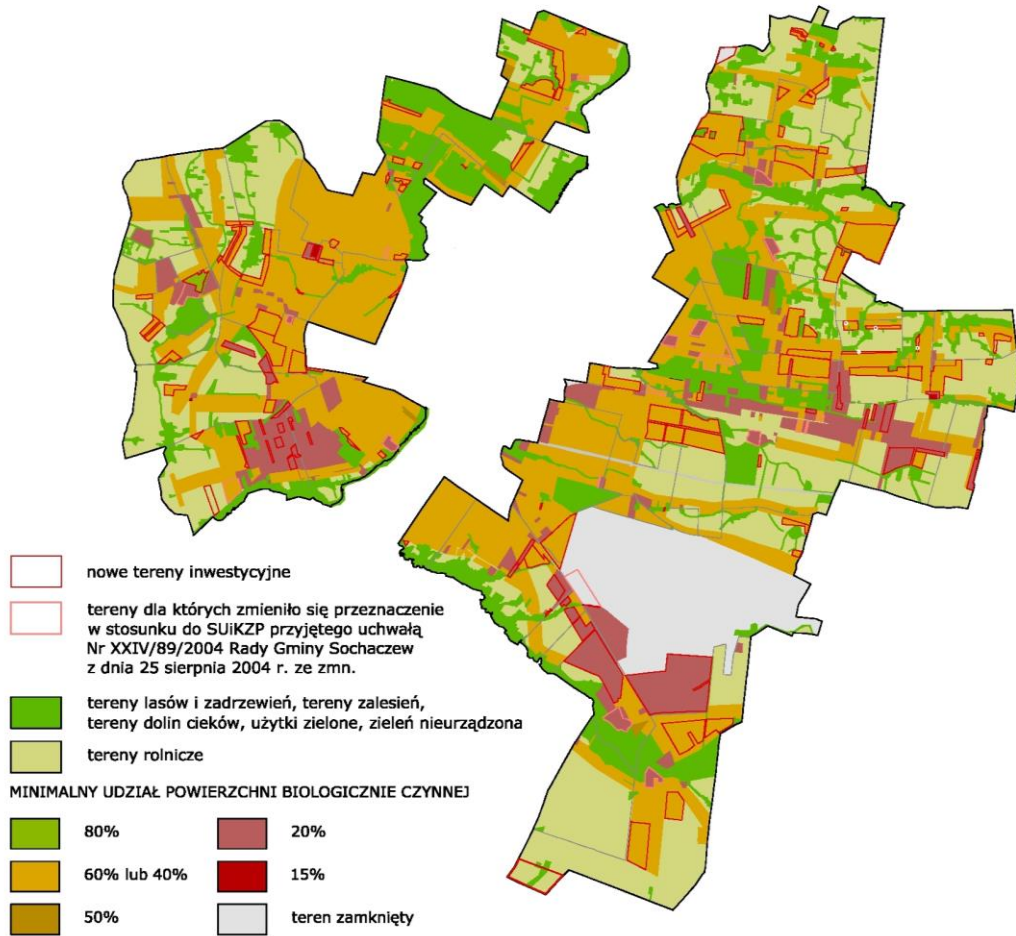 nowe tereny inwestycyjne
tereny dla których zmieniło się przeznaczenie
w stosunku do SUiKZP przyjętego uchwałą
Nr XXIV/89/2004 Rady Gminy Sochaczew
z dnia 25 sierpnia 2004 r. ze zmn.
tereny lasów i zadrzewień, tereny zalesień,
tereny dolin cieków, użytki zielone, zieleń nieurządzona
tereny rolnicze
MINIMALNY UDZIAŁ POWIERZCHNI BIOLOGICZNIE CZYNNEJ
80%
60% lub 40%
50%
20%
15%
teren zamknięty